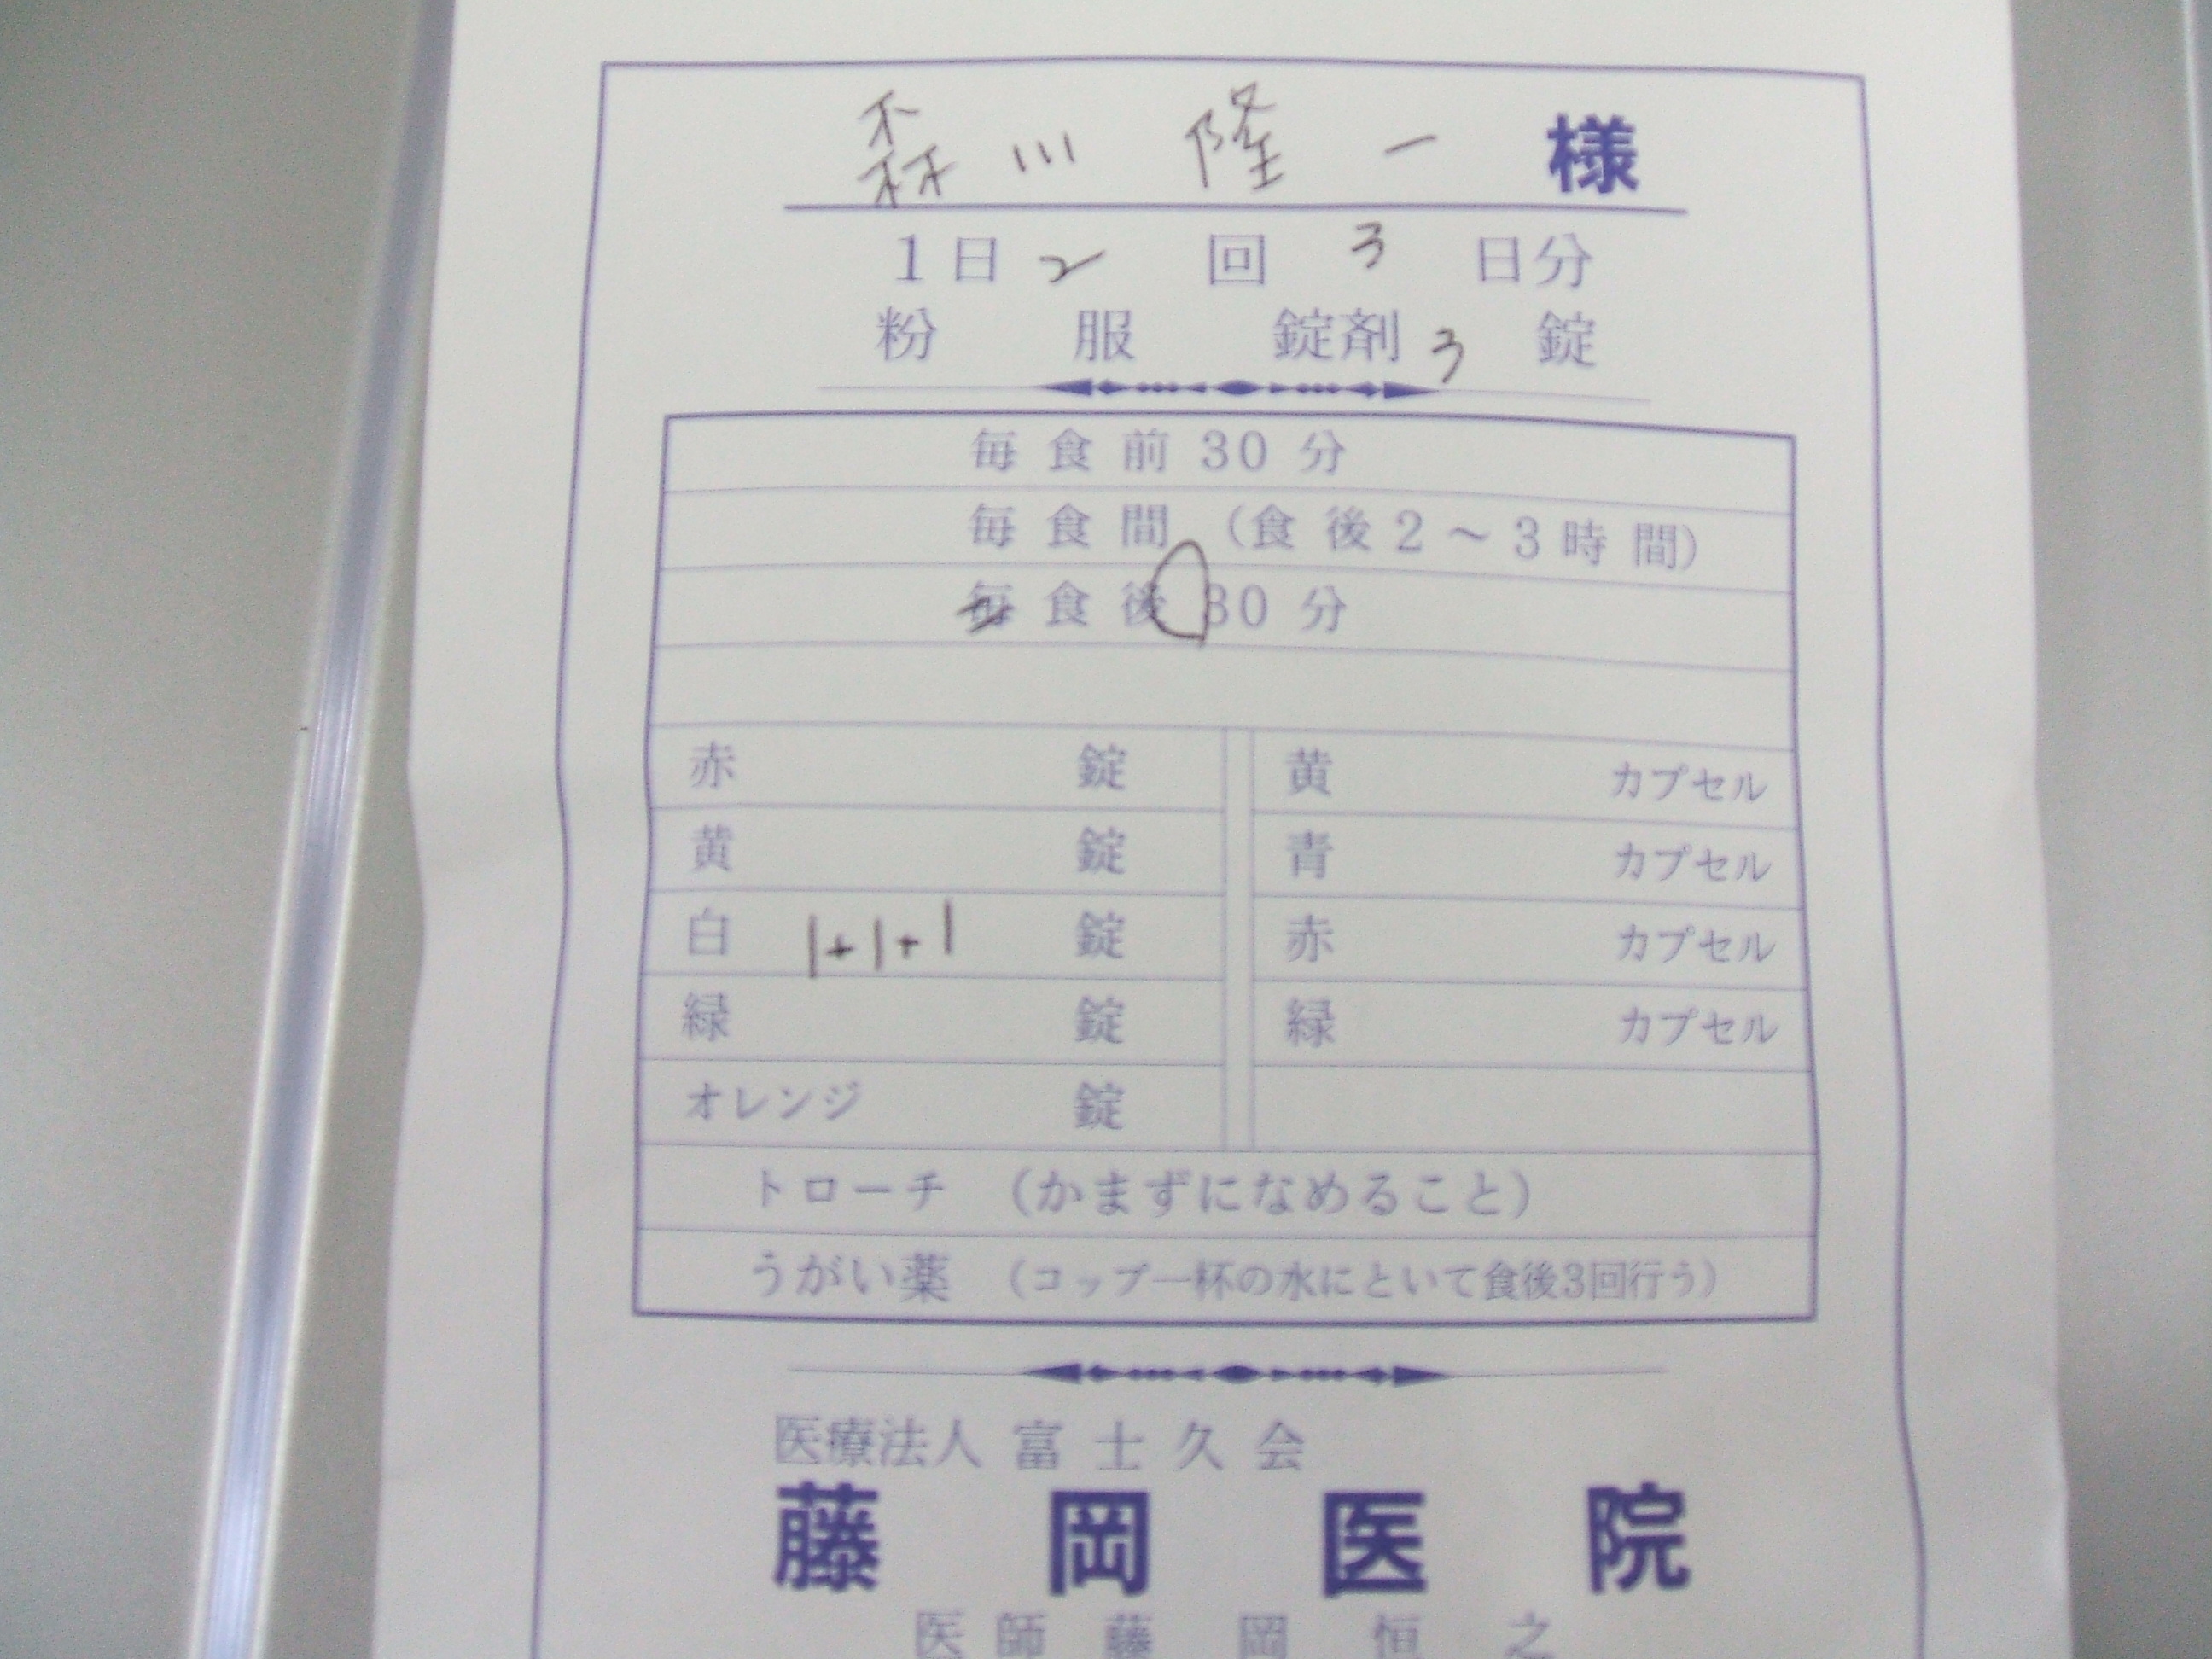 森川 隆一 様
1日 2 回 3 日分
粉 服 錠剤 3 錠
毎食前30分
毎食間（食後2～3時間）
毎食後30分
赤 錠 黄 カプセル
黄 錠 青 カプセル
白 1+1+1 錠 赤 カプセル
緑 錠 緑 カプセル
オレンジ 錠
トローチ （かまずになめること）
うがい薬 （コップ一杯の水にといて食後3回行う）
医療法人 富士久会
藤岡医院
医師 藤岡恒之